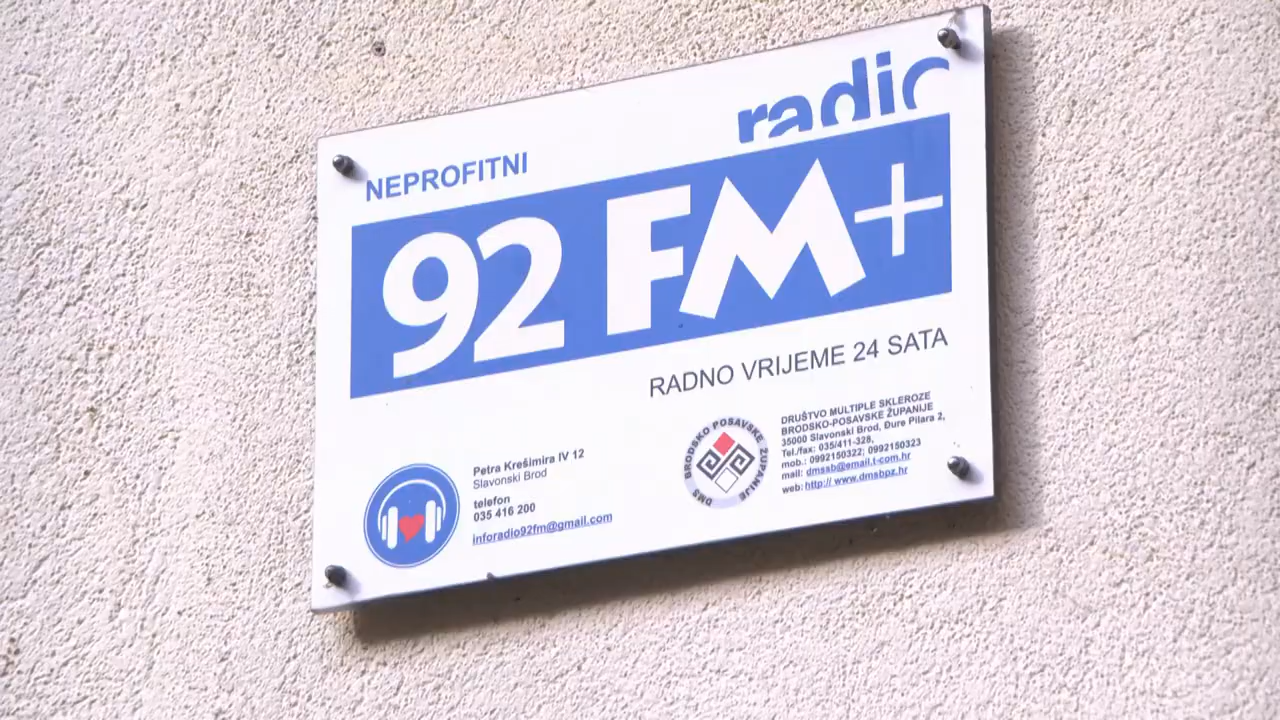 radio
NEPROFITNI
92 FM+
RADNO VRIJEME 24 SATA
Petra Krešimira IV 12
Slavonski Brod
telefon
035 416 200
inforadio92fm@gmail.com
DMS BRODSKO POSAVSKE ŽUPANIJE
DRUŠTVO MULTIPLE SKLEROZE
BRODSKO-POSAVSKE ŽUPANIJE
35000 Slavonski Brod, Đure Pilara 2,
Tel./fax: 035/411-328,
mob.: 0992150322; 0992150323
mail: dmssb@email.t-com.hr
web: http:// www.dmsbpz.hr